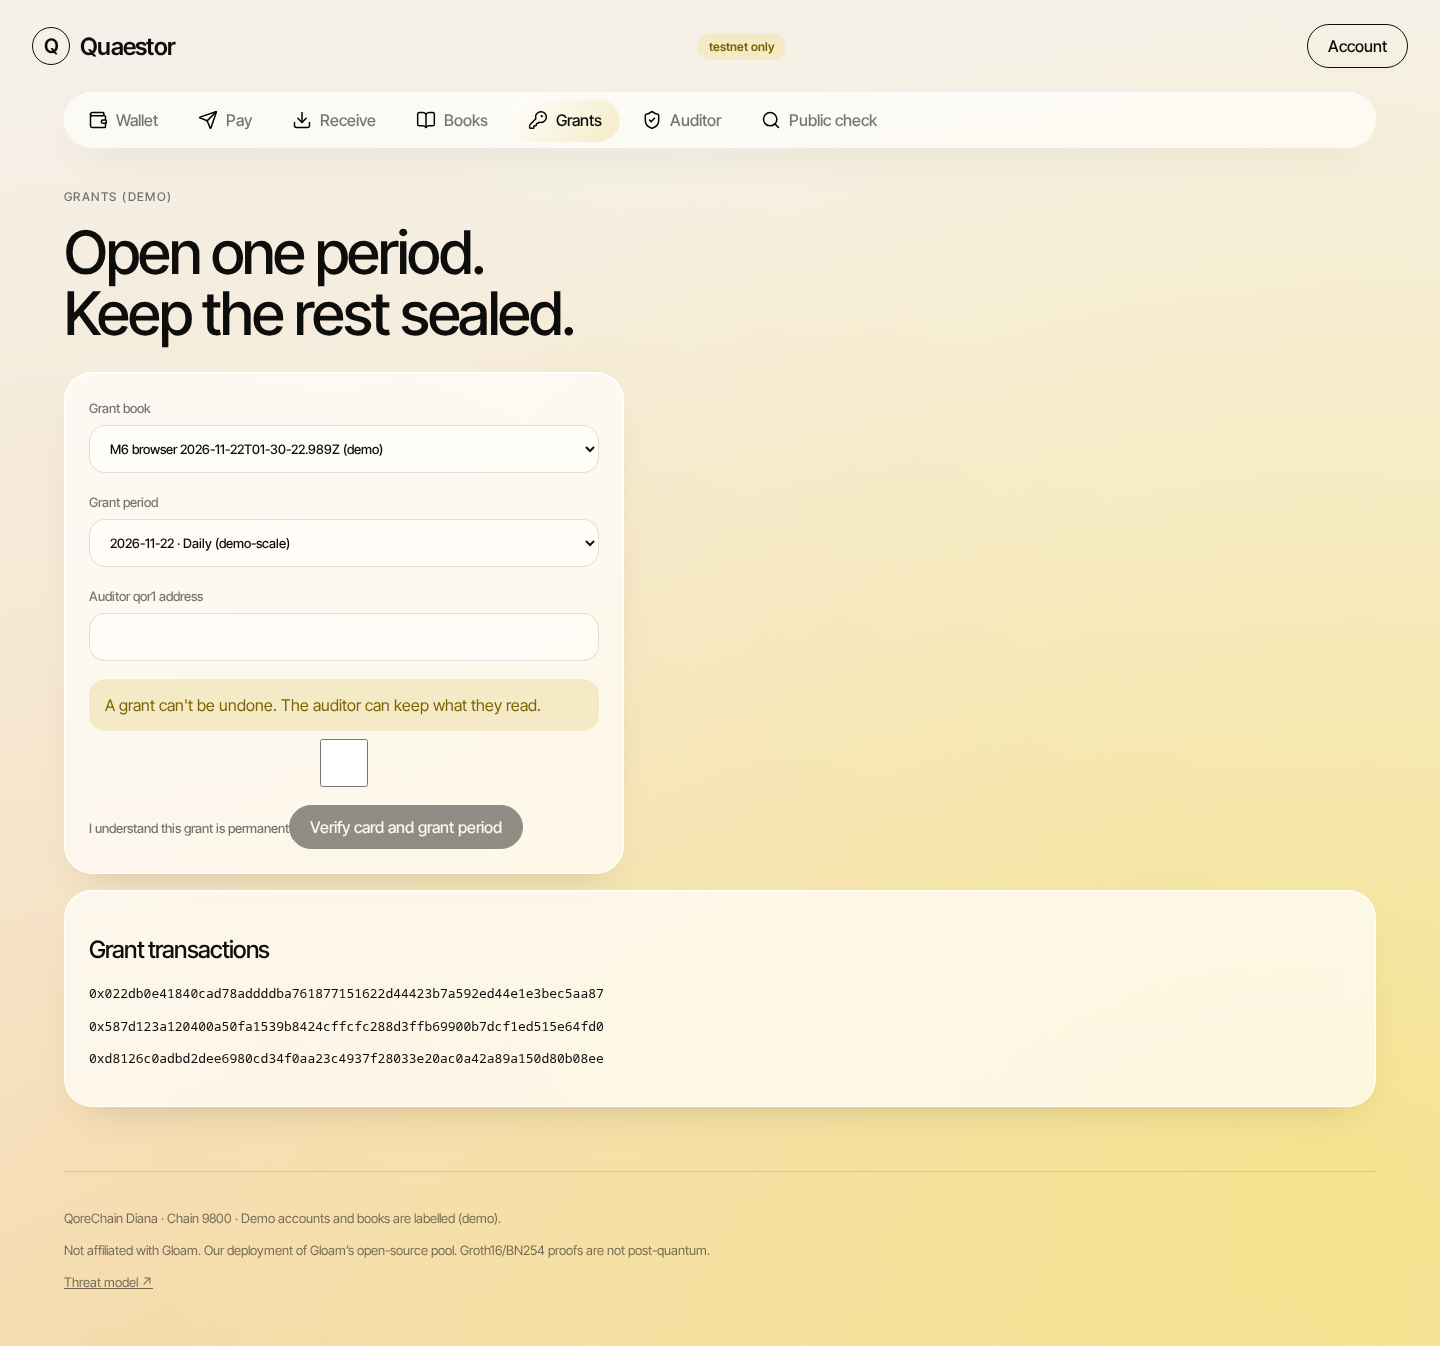 Q Quaestor
testnet only
Account
Wallet
Pay
Receive
Books
Grants
Auditor
Public check
GRANTS (DEMO)
Open one period.
Keep the rest sealed.
Grant book
M6 browser 2026-11-22T01-30-22.989Z (demo)
Grant period
2026-11-22 · Daily (demo-scale)
Auditor qor1 address
A grant can't be undone. The auditor can keep what they read.
I understand this grant is permanent
Verify card and grant period
Grant transactions
0x022db0e41840cad78addddba761877151622d44423b7a592ed44e1e3bec5aa87
0x587d123a120400a50fa1539b8424cffcfc288d3ffb69900b7dcf1ed515e64fd0
0xd8126c0adbd2dee6980cd34f0aa23c4937f28033e20ac0a42a89a150d80b08ee
QoreChain Diana · Chain 9800 · Demo accounts and books are labelled (demo).
Not affiliated with Gloam. Our deployment of Gloam’s open-source pool. Groth16/BN254 proofs are not post-quantum.
Threat model ↗